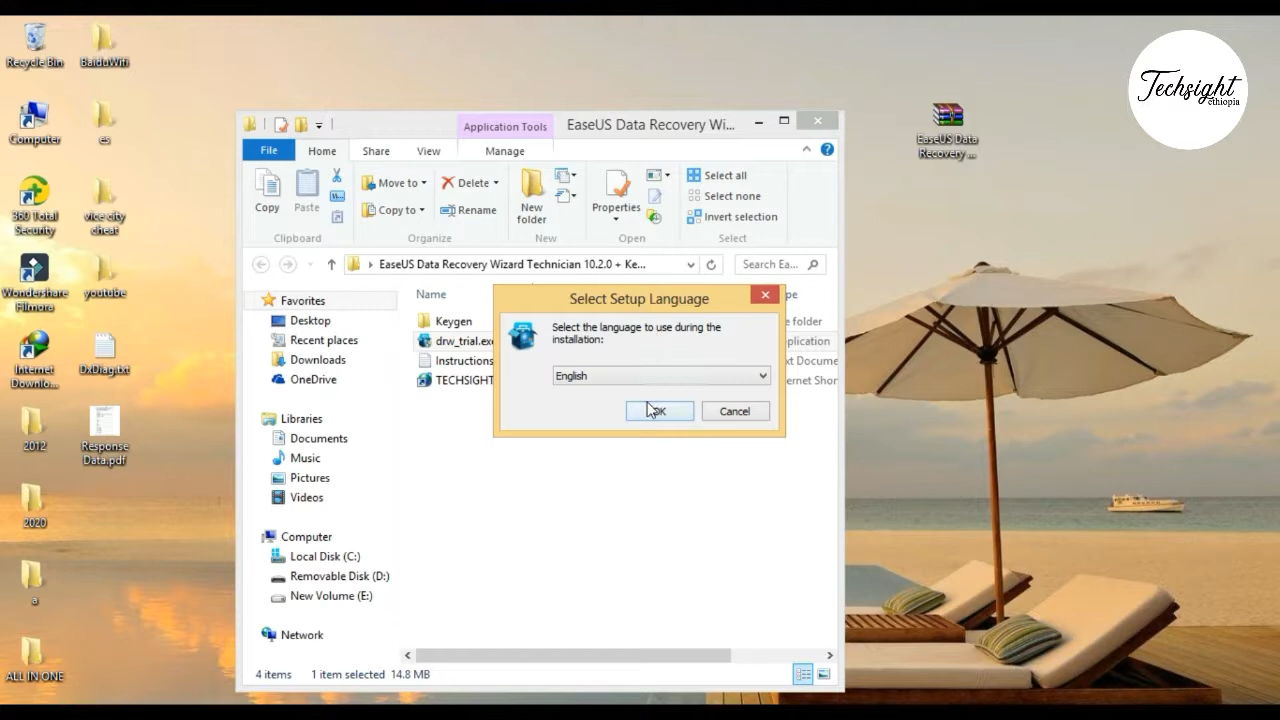 Recycle Bin
BaiduWifi
Computer
es
360 Total
Security
vice city
cheat
Wondershare
Filmora
youtube
Internet
Downlo...
DxDiag.txt
2012
Response
Data.pdf
2020
a
ALL IN ONE
EaseUS Data
Recovery ...
Techsight
ethiopia
Application Tools
EaseUS Data Recovery Wi...
File
Home
Share
View
Manage
Copy
Paste
Clipboard
Move to
Copy to
Delete
Rename
Organize
New
folder
New
Properties
Open
Select all
Select none
Invert selection
Select
EaseUS Data Recovery Wizard Technician 10.2.0 + Ke...
Search Ea...
Favorites
Desktop
Recent places
Downloads
OneDrive
Libraries
Documents
Music
Pictures
Videos
Computer
Local Disk (C:)
Removable Disk (D:)
New Volume (E:)
Network
Name
Keygen
drw_trial.exe
Instructions
TECHSIGHT
Select Setup Language
Select the language to use during the
installation:
English
OK
Cancel
4 items
1 item selected 14.8 MB